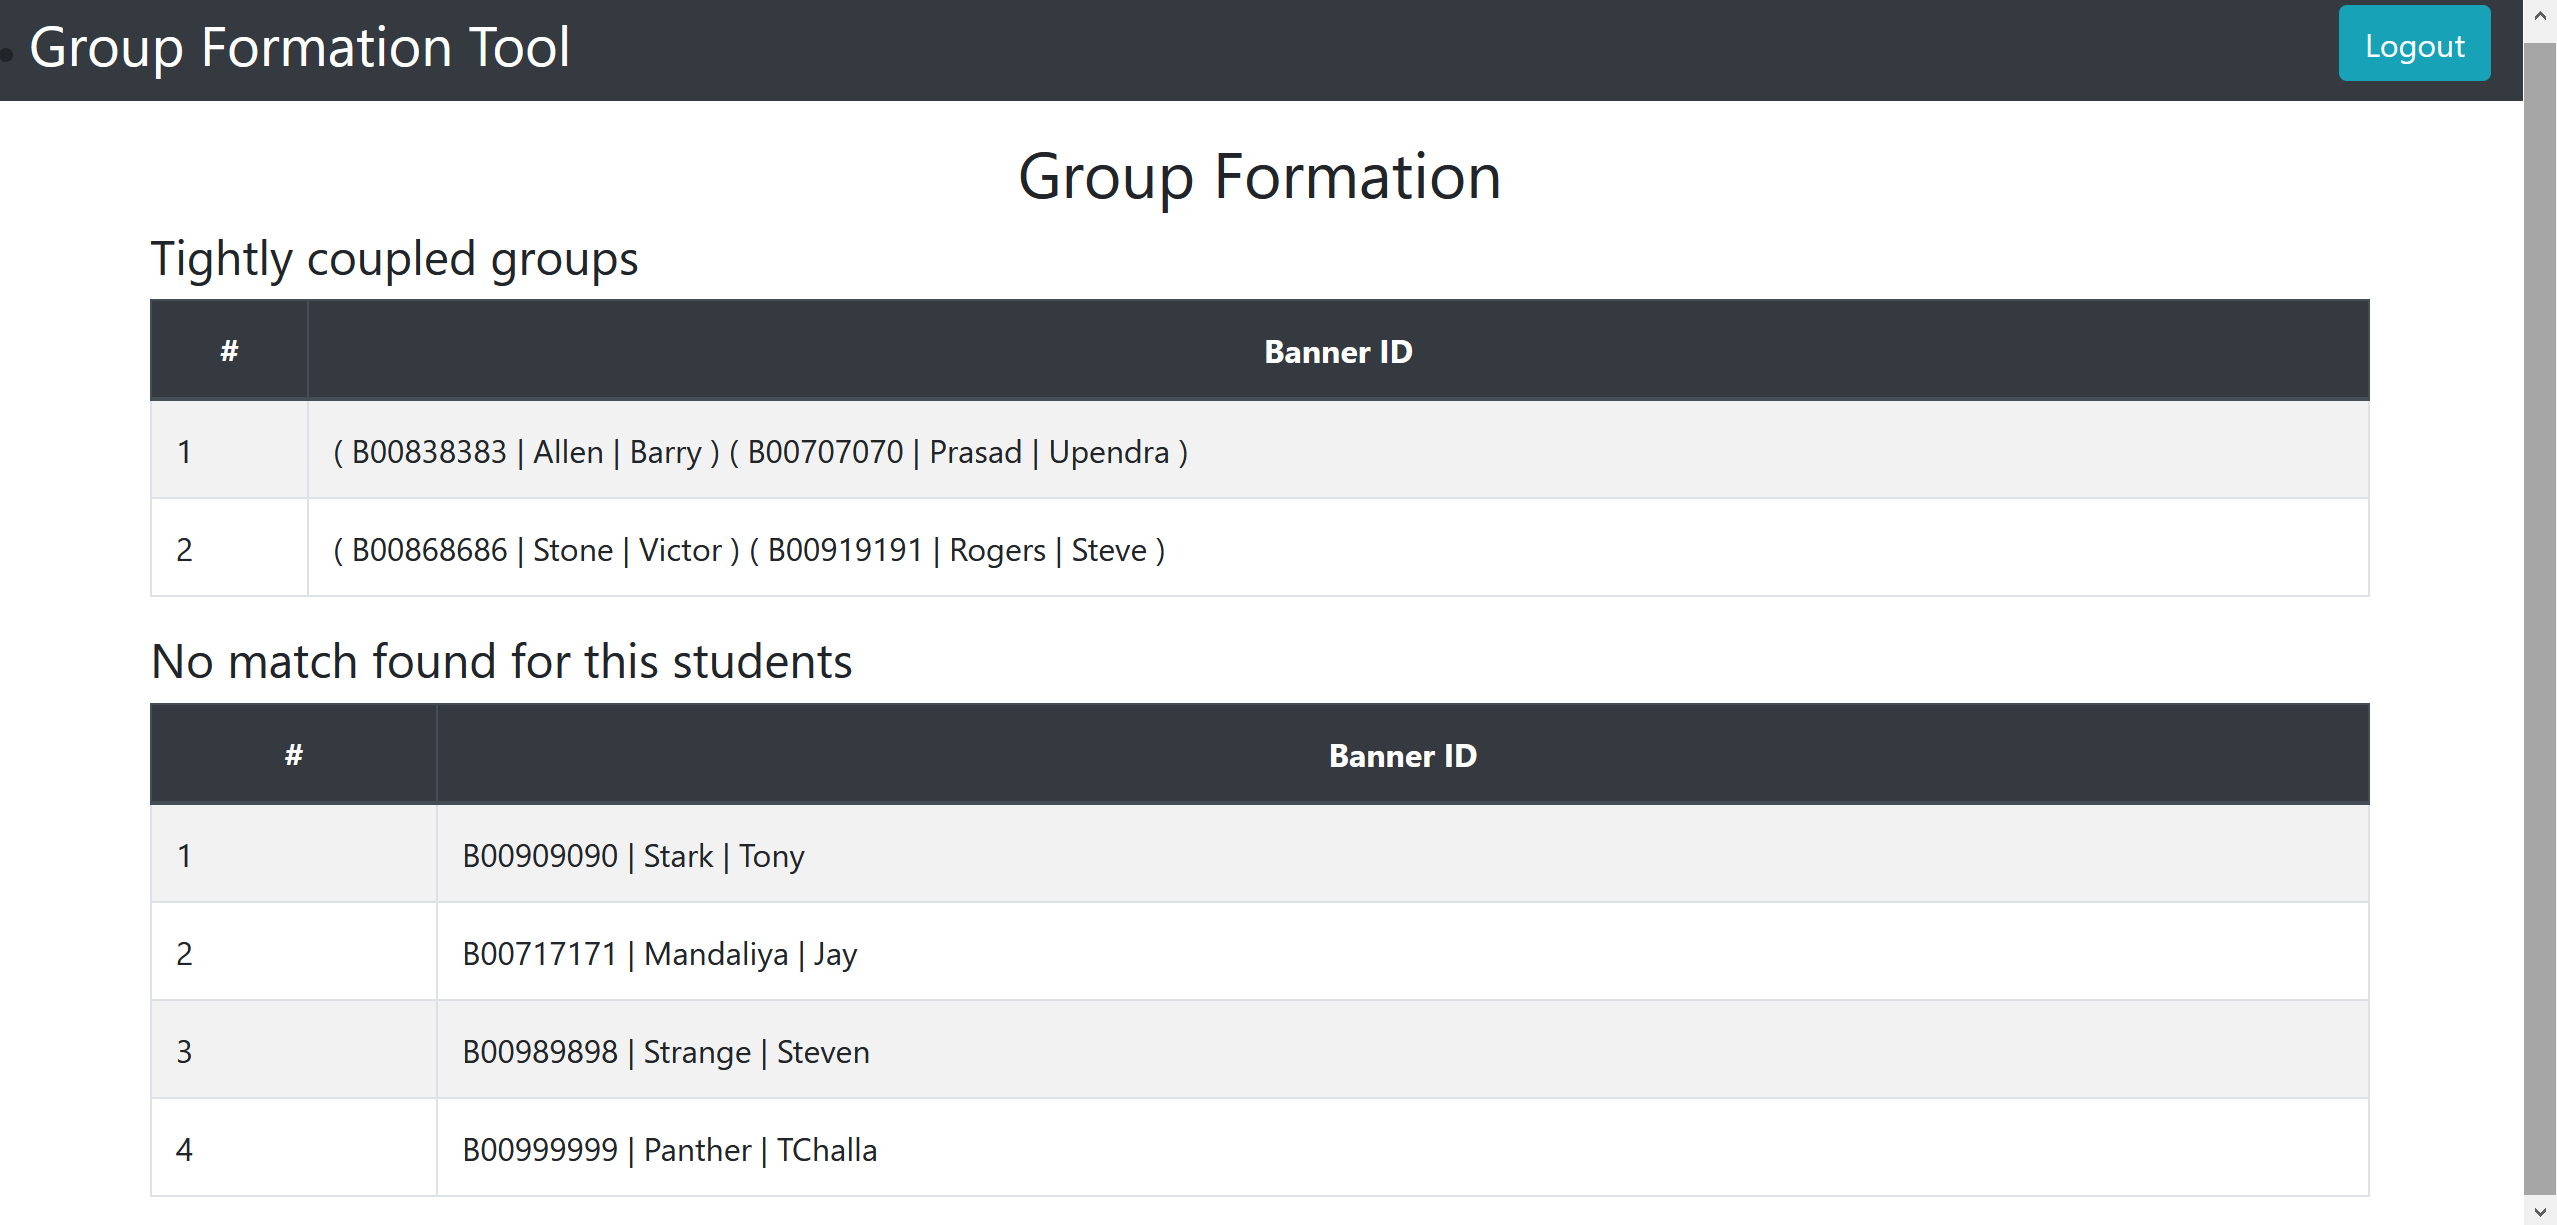 Group Formation Tool
Logout
Group Formation
Tightly coupled groups
# Banner ID
1 ( B00838383 | Allen | Barry ) ( B00707070 | Prasad | Upendra )
2 ( B00868686 | Stone | Victor ) ( B00919191 | Rogers | Steve )
No match found for this students
# Banner ID
1 B00909090 | Stark | Tony
2 B00717171 | Mandaliya | Jay
3 B00989898 | Strange | Steven
4 B00999999 | Panther | TChalla